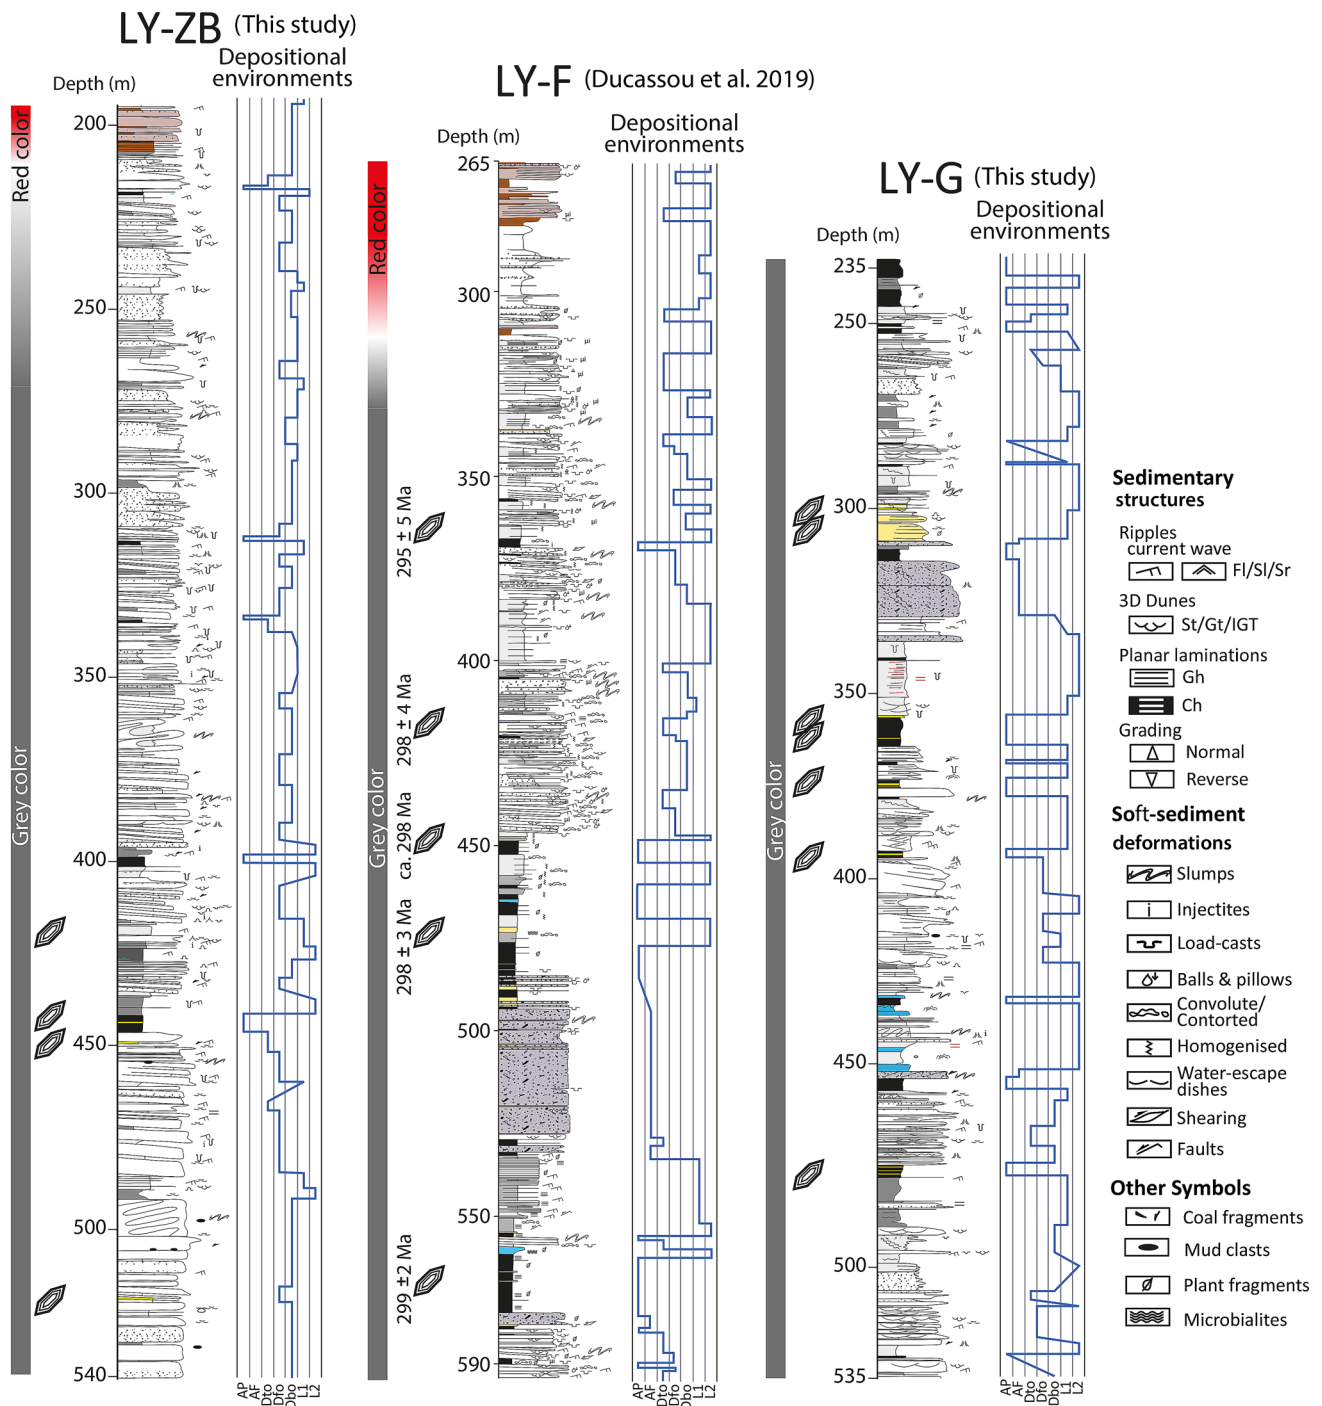 LY-ZB (This study)
Depositional
environments
Depth (m)
200
250
300
350
400
450
500
540
Red color
Grey color
AP
AF
Dto
Dfo
Dbo
L1
L2
LY-F (Ducassou et al. 2019)
Depositional
environments
Depth (m)
265
300
350
400
450
500
550
590
Red color
Grey color
295 ± 5 Ma
298 ± 4 Ma
ca. 298 Ma
298 ± 3 Ma
299 ±2 Ma
AP
AF
Dto
Dfo
Dbo
L1
L2
LY-G (This study)
Depositional
environments
Depth (m)
235
250
300
350
400
450
500
535
Grey color
AP
AF
Dto
Dfo
Dbo
L1
L2
Sedimentary
structures
Ripples
current wave
Fl/Sl/Sr
3D Dunes
St/Gt/IGT
Planar laminations
Gh
Ch
Grading
Normal
Reverse
Soft-sediment
deformations
Slumps
i Injectites
Load-casts
Balls & pillows
Convolute/
Contorted
Homogenised
Water-escape
dishes
Shearing
Faults
Other Symbols
Coal fragments
Mud clasts
Plant fragments
Microbialites